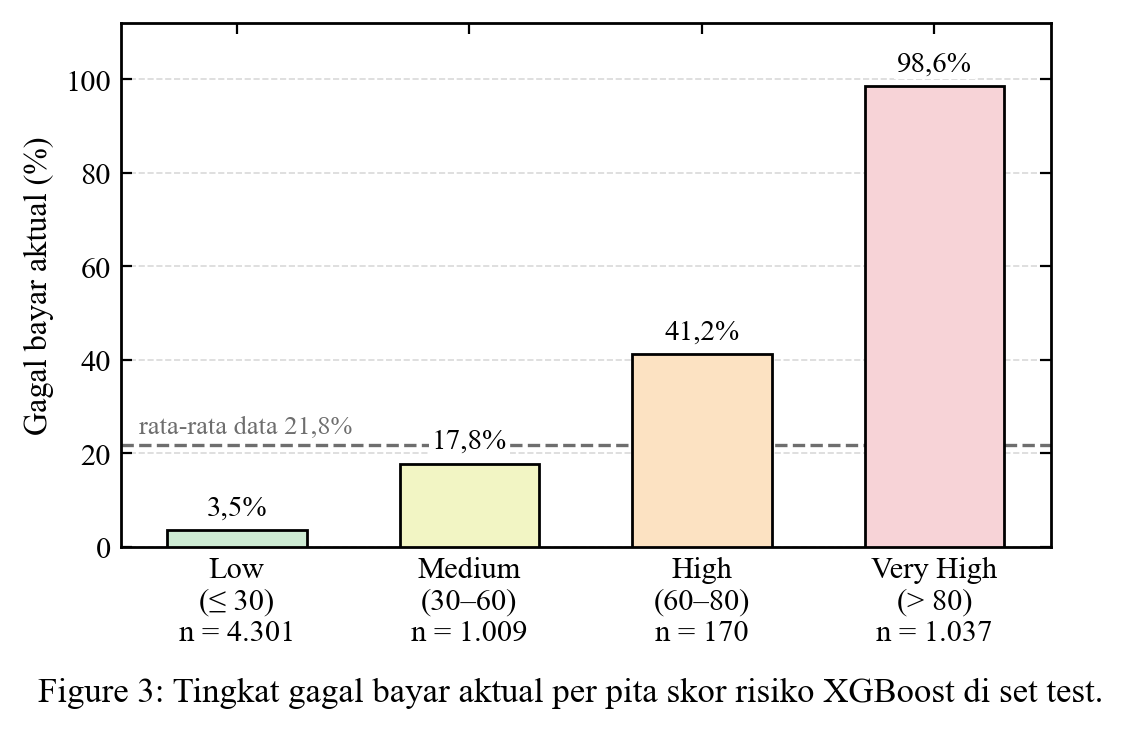 98,6%
100
80
60
41,2%
40
rata-rata data 21,8%
17,8%
20
3,5%
0
Gagal bayar aktual (%)
Low Medium High Very High
(≤ 30) (30–60) (60–80) (> 80)
n = 4.301 n = 1.009 n = 170 n = 1.037
Figure 3: Tingkat gagal bayar aktual per pita skor risiko XGBoost di set test.